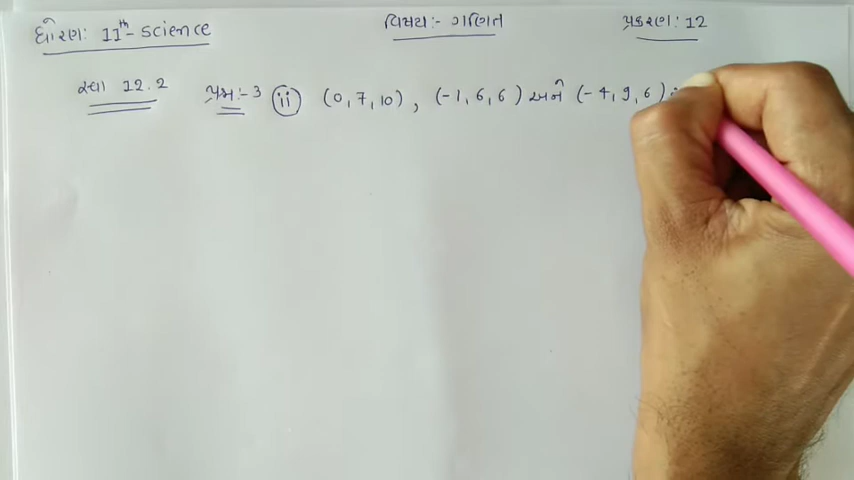 ધોરણ: 11th - science વિષય:- ગણિત પ્રકરણ: 12
સ્વા 12.2 પ્રશ્ન:- 3 ii (0, 7, 10) , (-1, 6, 6) અને (-4, 9, 6)